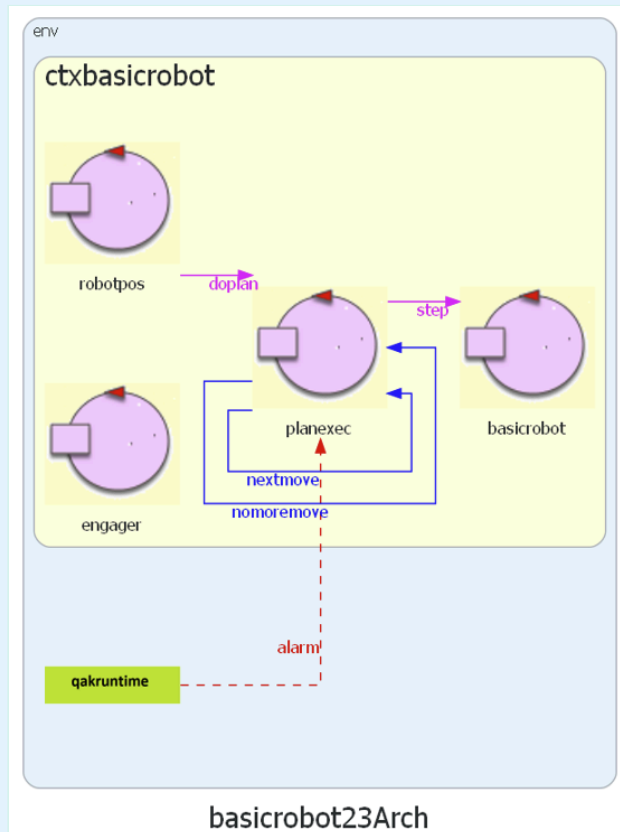 env
ctxbasicrobot
robotpos
doplan
step
planexec
basicrobot
nextmove
nomoremove
engager
alarm
qakruntime
basicrobot23Arch